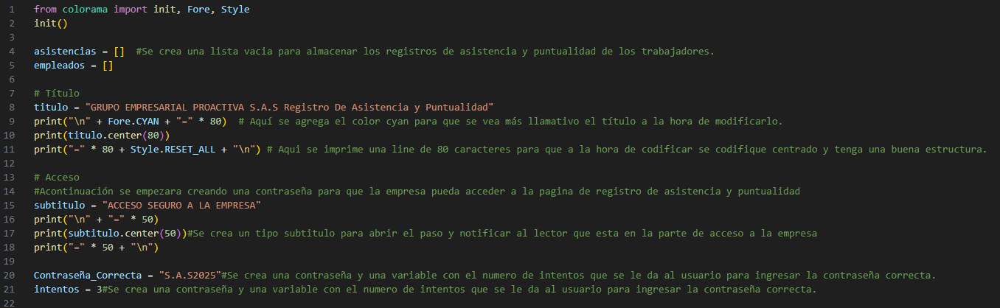 1 from colorama import init, Fore, Style
2 init()
3
4 asistencias = []  #Se crea una lista vacia para almacenar los registros de asistencia y puntualidad de los trabajadores.
5 empleados = []
6
7 # Título
8 titulo = "GRUPO EMPRESARIAL PROACTIVA S.A.S Registro De Asistencia y Puntualidad"
9 print("\n" + Fore.CYAN + "=" * 80)  # Aquí se agrega el color cyan para que se vea más llamativo el título a la hora de modificarlo.
10 print(titulo.center(80))
11 print("=" * 80 + Style.RESET_ALL + "\n") # Aqui se imprime una line de 80 caracteres para que a la hora de codificar se codifique centrado y tenga una buena estructura.
12
13 # Acceso
14 #Acontinuación se empezara creando una contraseña para que la empresa pueda acceder a la pagina de registro de asistencia y puntualidad
15 subtitulo = "ACCESO SEGURO A LA EMPRESA"
16 print("\n" + "=" * 50)
17 print(subtitulo.center(50))#Se crea un tipo subtitulo para abrir el paso y notificar al lector que esta en la parte de acceso a la empresa
18 print("=" * 50 + "\n")
19
20 Contraseña_Correcta = "S.A.S2025"#Se crea una contraseña y una variable con el numero de intentos que se le da al usuario para ingresar la contraseña correcta.
21 intentos = 3#Se crea una contraseña y una variable con el numero de intentos que se le da al usuario para ingresar la contraseña correcta.
22